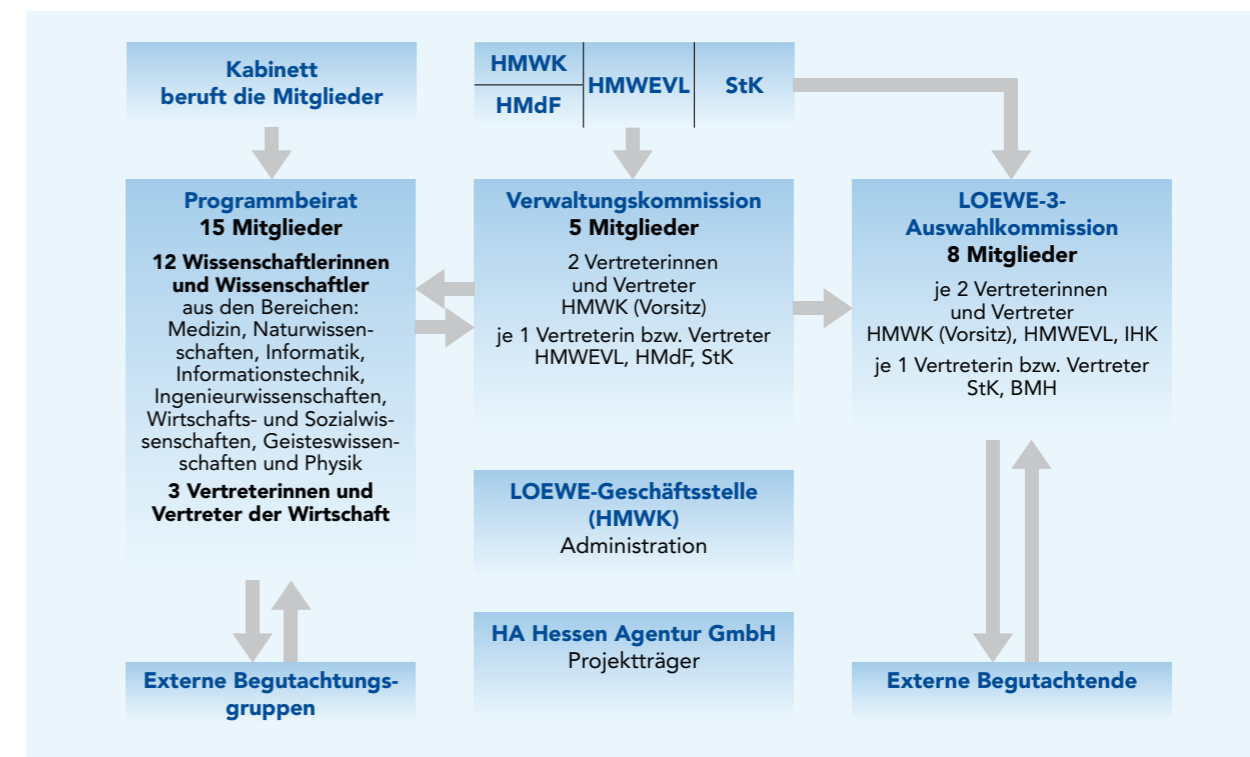 Kabinett
beruft die Mitglieder
HMWK
HMdF
HMWEVL
StK
Programmbeirat
15 Mitglieder
12 Wissenschaftlerinnen
und Wissenschaftler
aus den Bereichen:
Medizin, Naturwissen-
schaften, Informatik,
Informationstechnik,
Ingenieurwissenschaften,
Wirtschafts- und Sozialwis-
senschaften, Geisteswissen-
schaften und Physik
3 Vertreterinnen und
Vertreter der Wirtschaft
Verwaltungskommission
5 Mitglieder
2 Vertreterinnen
und Vertreter
HMWK (Vorsitz)
je 1 Vertreterin bzw. Vertreter
HMWEVL, HMdF, StK
LOEWE-3-
Auswahlkommission
8 Mitglieder
je 2 Vertreterinnen
und Vertreter
HMWK (Vorsitz), HMWEVL, IHK
je 1 Vertreterin bzw. Vertreter
StK, BMH
LOEWE-Geschäftsstelle
(HMWK)
Administration
HA Hessen Agentur GmbH
Projektträger
Externe Begutachtungs-
gruppen
Externe Begutachtende